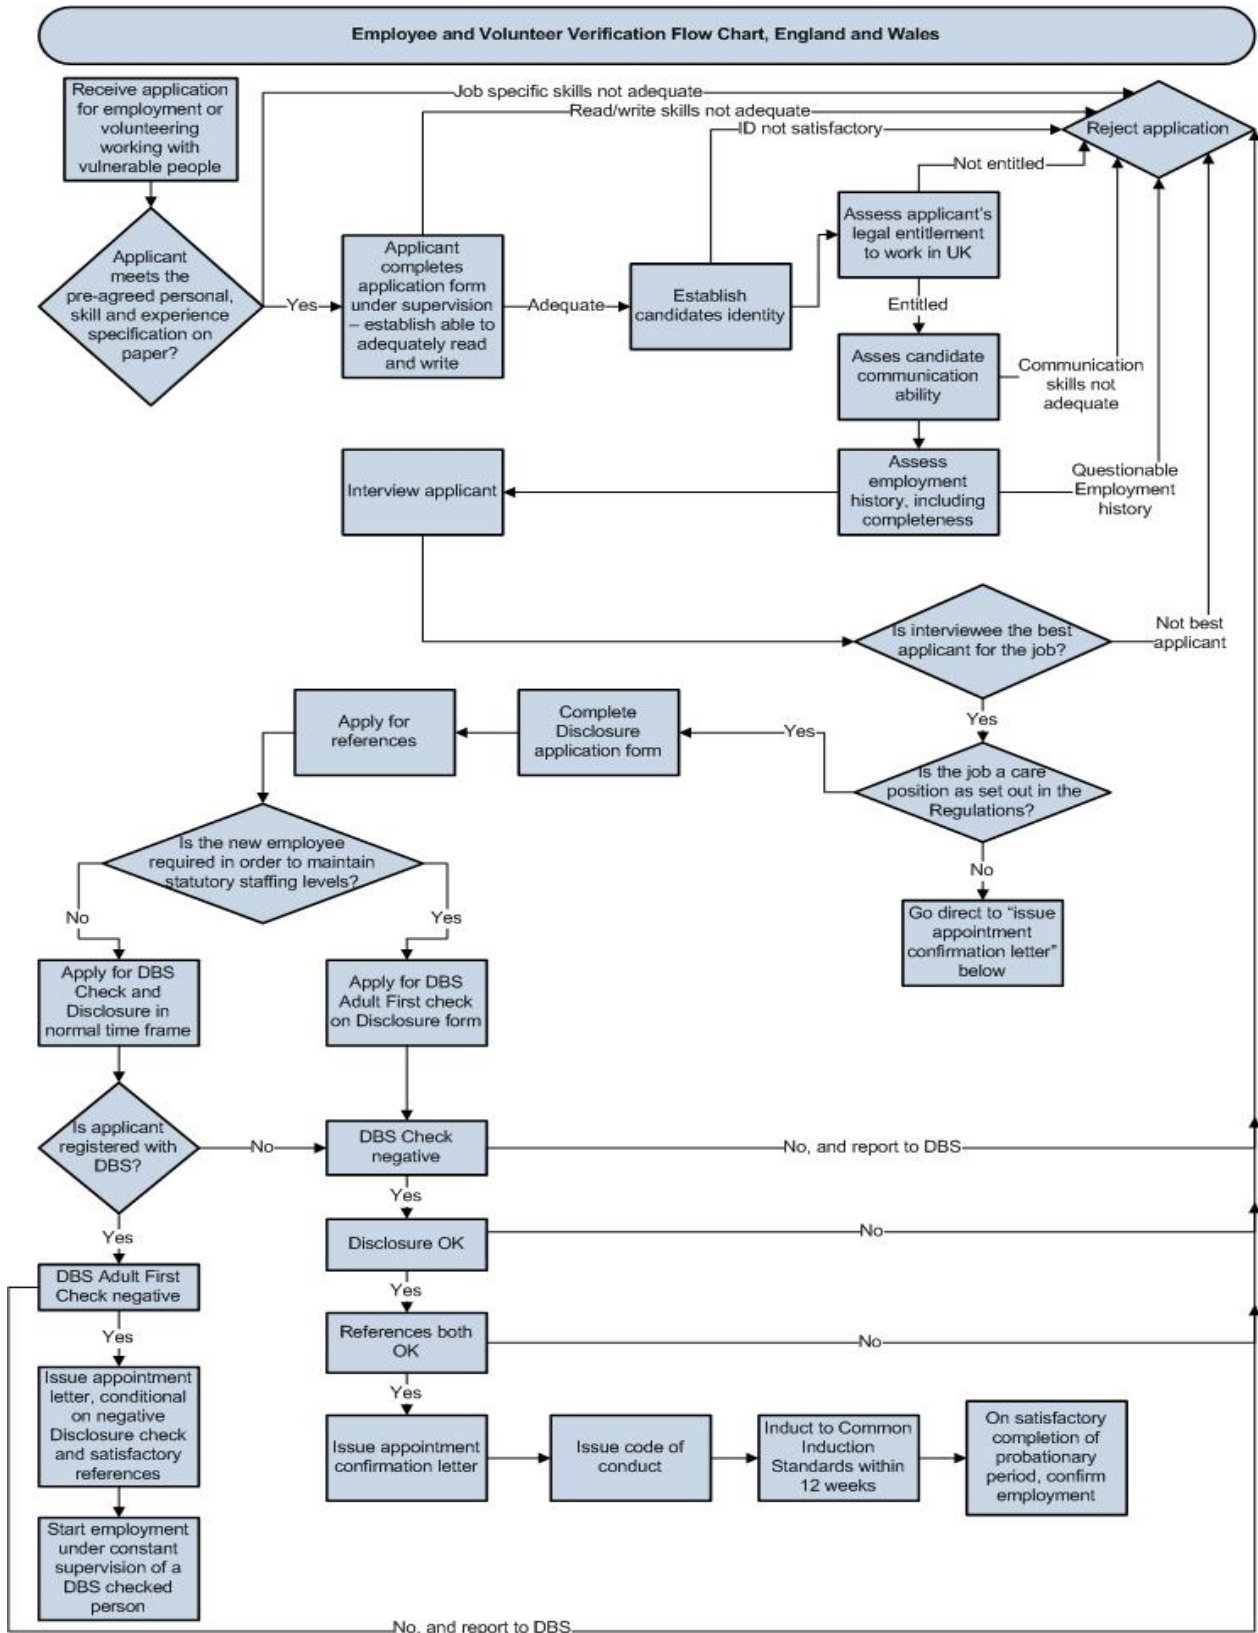 Employee and Volunteer Verification Flow Chart, England and Wales
Receive application
for employment or
volunteering
working with
vulnerable people
Job specific skills not adequate
Read/write skills not adequate
ID not satisfactory
Reject application
Not entitled
Applicant
meets the
pre-agreed personal,
skill and experience
specification on
paper?
Yes
Applicant
completes
application form
under supervision
– establish able to
adequately read
and write
Adequate
Establish
candidates identity
Assess applicant's
legal entitlement
to work in UK
Entitled
Asses candidate
communication
ability
Communication
skills not
adequate
Assess
employment
history, including
completeness
Questionable
Employment
history
Interview applicant
Is interviewee the best
applicant for the job?
Not best
applicant
Yes
Is the job a care
position as set out in the
Regulations?
Yes
Complete
Disclosure
application form
Apply for
references
No
Go direct to “issue
appointment
confirmation letter”
below
Is the new employee
required in order to maintain
statutory staffing levels?
No
Yes
Apply for DBS
Check and
Disclosure in
normal time frame
Apply for DBS
Adult First check
on Disclosure form
Is applicant
registered with
DBS?
No
DBS Check
negative
No, and report to DBS
Yes
Yes
Disclosure OK
No
DBS Adult First
Check negative
Yes
Yes
References both
OK
No
Yes
Issue appointment
letter, conditional
on negative
Disclosure check
and satisfactory
references
Issue appointment
confirmation letter
Issue code of
conduct
Induct to Common
Induction
Standards within
12 weeks
On satisfactory
completion of
probationary
period, confirm
employment
Start employment
under constant
supervision of a
DBS checked
person
No, and report to DBS